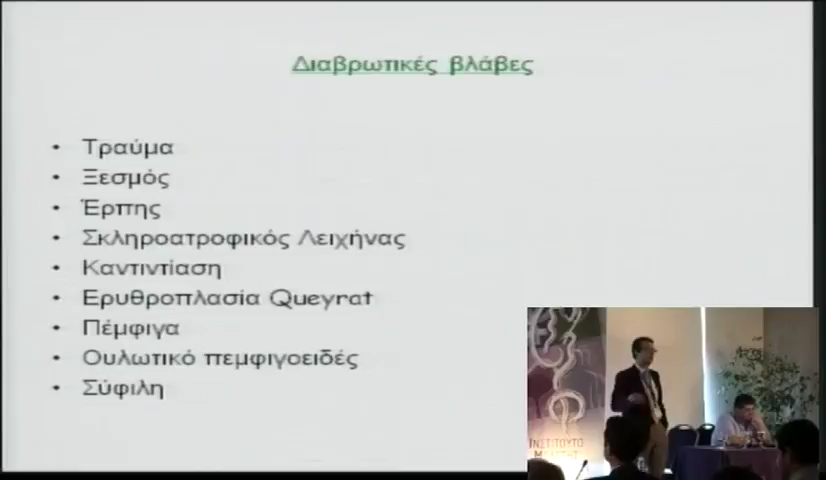 Διαβρωτικές βλάβες
• Τραύμα
• Ξεσμός
• Έρπης
• Σκληροατροφικός Λειχήνας
• Καντιντίαση
• Ερυθροπλασία Queyrat
• Πέμφιγα
• Ουλωτικό πεμφιγοειδές
• Σύφιλη
ΙΝΣΤΙΤΟΥΤΟ